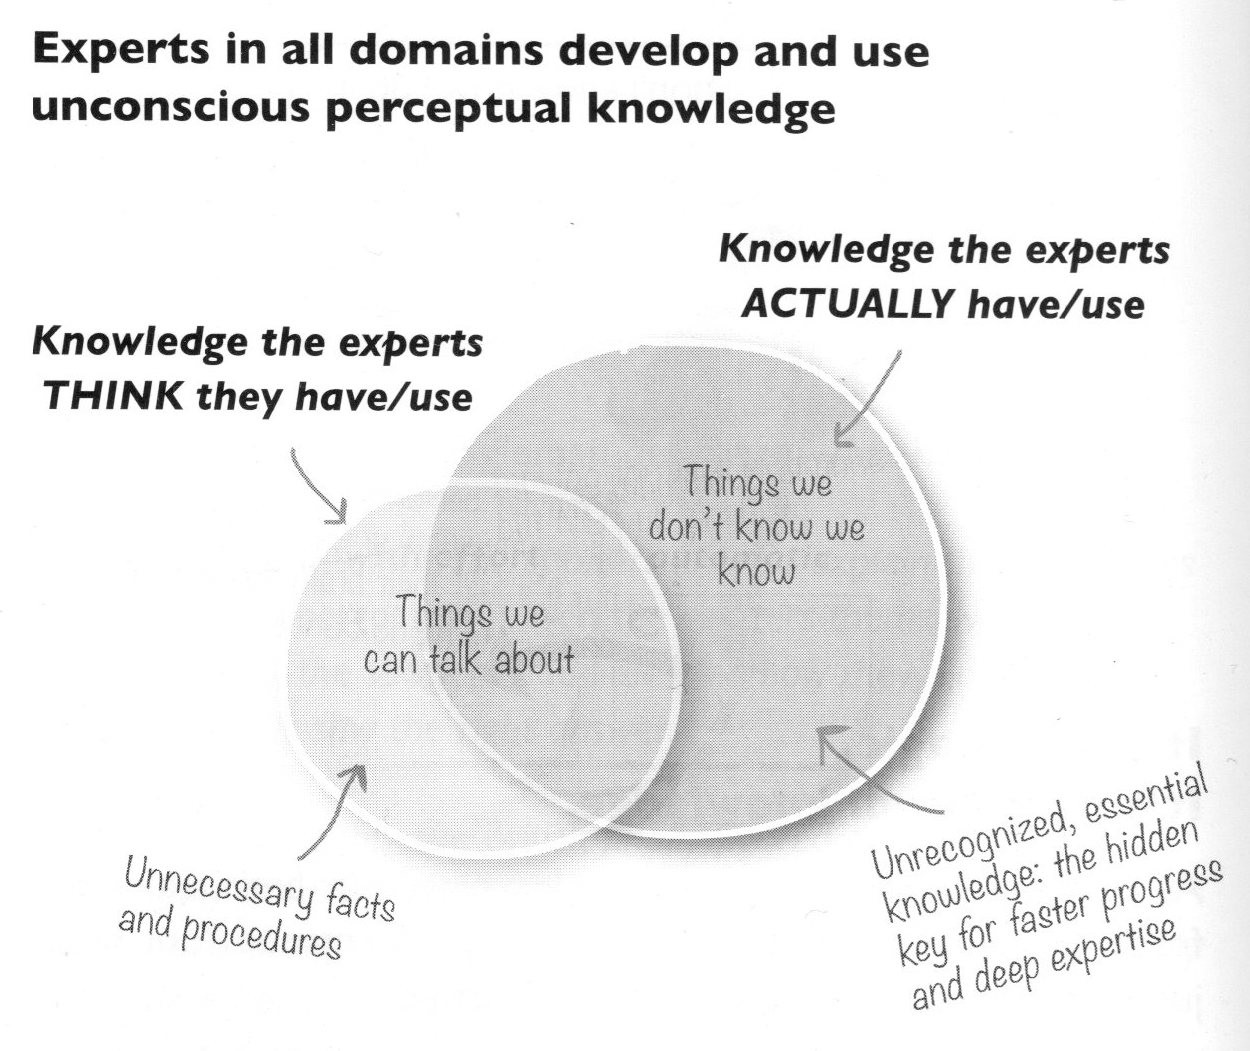 Experts in all domains develop and use
unconscious perceptual knowledge
Knowledge the experts
ACTUALLY have/use
Knowledge the experts
THINK they have/use
Things we
don't know we
know
Things we
can talk about
Unnecessary facts
and procedures
Unrecognized, essential
knowledge: the hidden
key for faster progress
and deep expertise